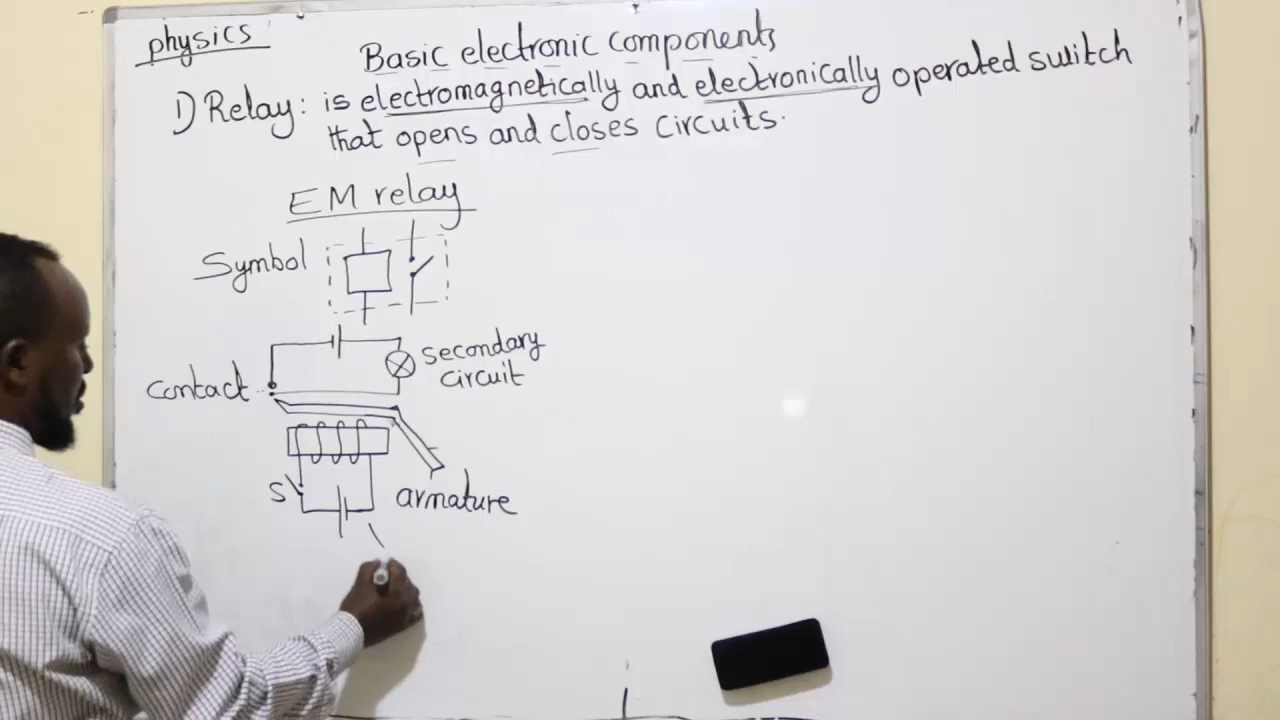 physics
Basic electronic components
1) Relay: is electromagnetically and electronically operated switch
that opens and closes circuits.
EM relay
Symbol
secondary
circuit
contact
S
armature